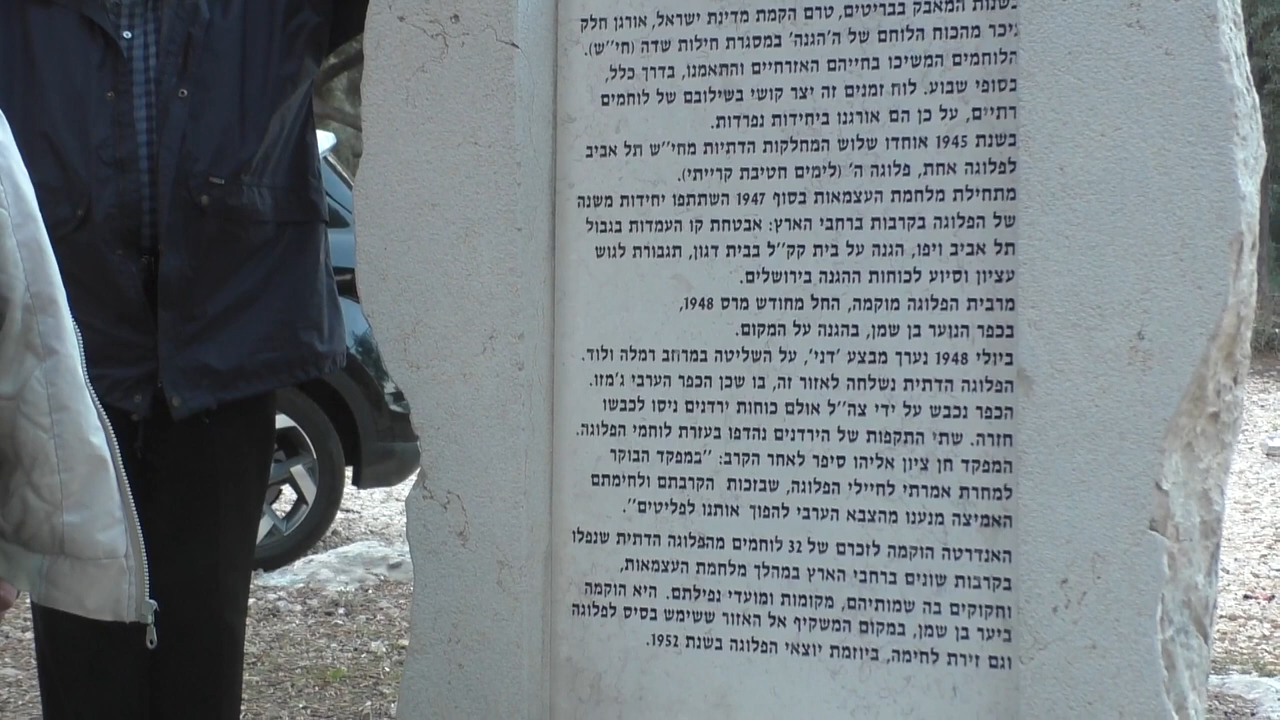 בשנות המאבק בבריטים, טרם הקמת מדינת ישראל, אורגן חלק
ניכר מהכוח הלוחם של ה'הגנה' במסגרת חילות שדה (חי''ש).
הלוחמים המשיכו בחייהם האזרחיים והתאמנו, בדרך כלל,
בסופי שבוע. לוח זמנים זה יצר קושי בשילובם של לוחמים
דתיים, על כן הם אורגנו ביחידות נפרדות.
בשנת 1945 אוחדו שלוש המחלקות הדתיות מחי''ש תל אביב
לפלוגה אחת, פלוגה ה' (לימים חטיבת קרייתי).
מתחילת מלחמת העצמאות בסוף 1947 השתתפו יחידות משנה
של הפלוגה בקרבות ברחבי הארץ: אבטחת קו העמדות בגבול
תל אביב ויפו, הגנה על בית קק''ל בבית דגון, תגבורת לגוש
עציון וסיוע לכוחות ההגנה בירושלים.
מרבית הפלוגה מוקמה, החל מחודש מרס 1948,
בכפר הנוער בן שמן, בהגנה על המקום.
ביולי 1948 נערך מבצע 'דני', על השליטה במרחב רמלה ולוד.
הפלוגה הדתית נשלחה לאזור זה, בו שכן הכפר הערבי ג'מזו.
הכפר נכבש על ידי צה''ל אולם כוחות ירדנים ניסו לכבשו
חזרה. שתי התקפות של הירדנים נהדפו בעזרת לוחמי הפלוגה.
המפקד חן ציון אליהו סיפר לאחר הקרב: ''במפקד הבוקר
למחרת אמרתי לחיילי הפלוגה, שבזכות הקרבתם ולחימתם
האמיצה מנענו מהצבא הערבי להפוך אותנו לפליטים''.
האנדרטה הוקמה לזכרם של 32 לוחמים מהפלוגה הדתית שנפלו
בקרבות שונים ברחבי הארץ במהלך מלחמת העצמאות,
וחקוקים בה שמותיהם, מקומות ומועדי נפילתם. היא הוקמה
ביער בן שמן, במקום המשקיף אל האזור ששימש בסיס לפלוגה
וגם זירת לחימה, ביוזמת יוצאי הפלוגה בשנת 1952.